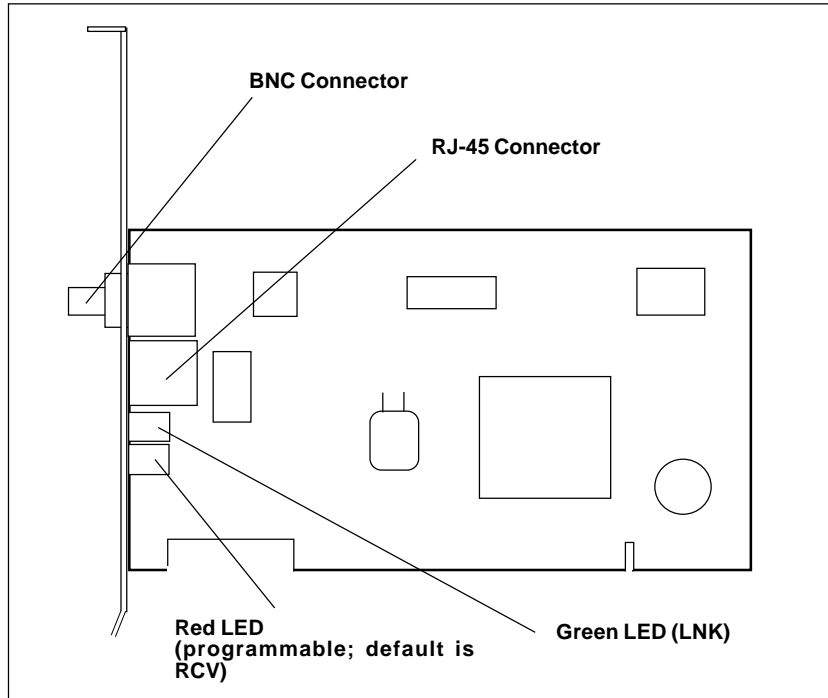 BNC Connector
RJ-45 Connector
Red LED
(programmable; default is
RCV)
Green LED (LNK)